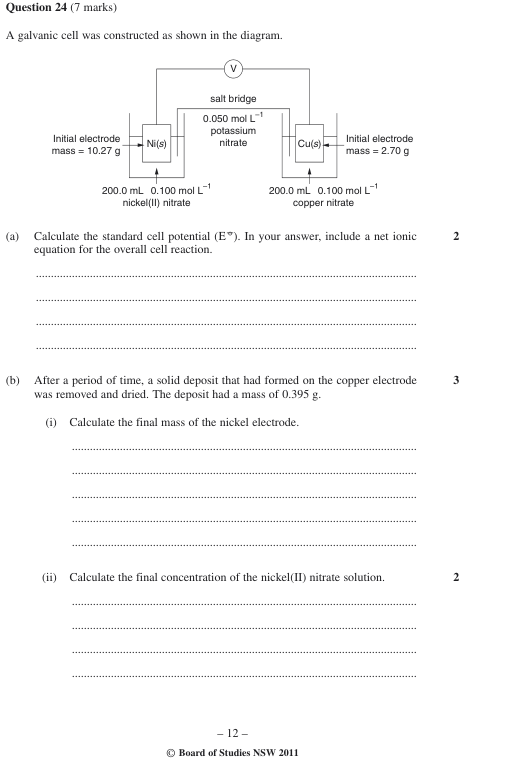 Question 24 (7 marks)
A galvanic cell was constructed as shown in the diagram.
V
salt bridge
0.050 mol L⁻¹
potassium
nitrate
Initial electrode
mass = 10.27 g
Ni(s)
Cu(s)
Initial electrode
mass = 2.70 g
200.0 mL 0.100 mol L⁻¹
nickel(II) nitrate
200.0 mL 0.100 mol L⁻¹
copper nitrate
(a) Calculate the standard cell potential (E⦵). In your answer, include a net ionic 2
equation for the overall cell reaction.
(b) After a period of time, a solid deposit that had formed on the copper electrode 3
was removed and dried. The deposit had a mass of 0.395 g.
(i) Calculate the final mass of the nickel electrode.
(ii) Calculate the final concentration of the nickel(II) nitrate solution. 2
– 12 –
© Board of Studies NSW 2011